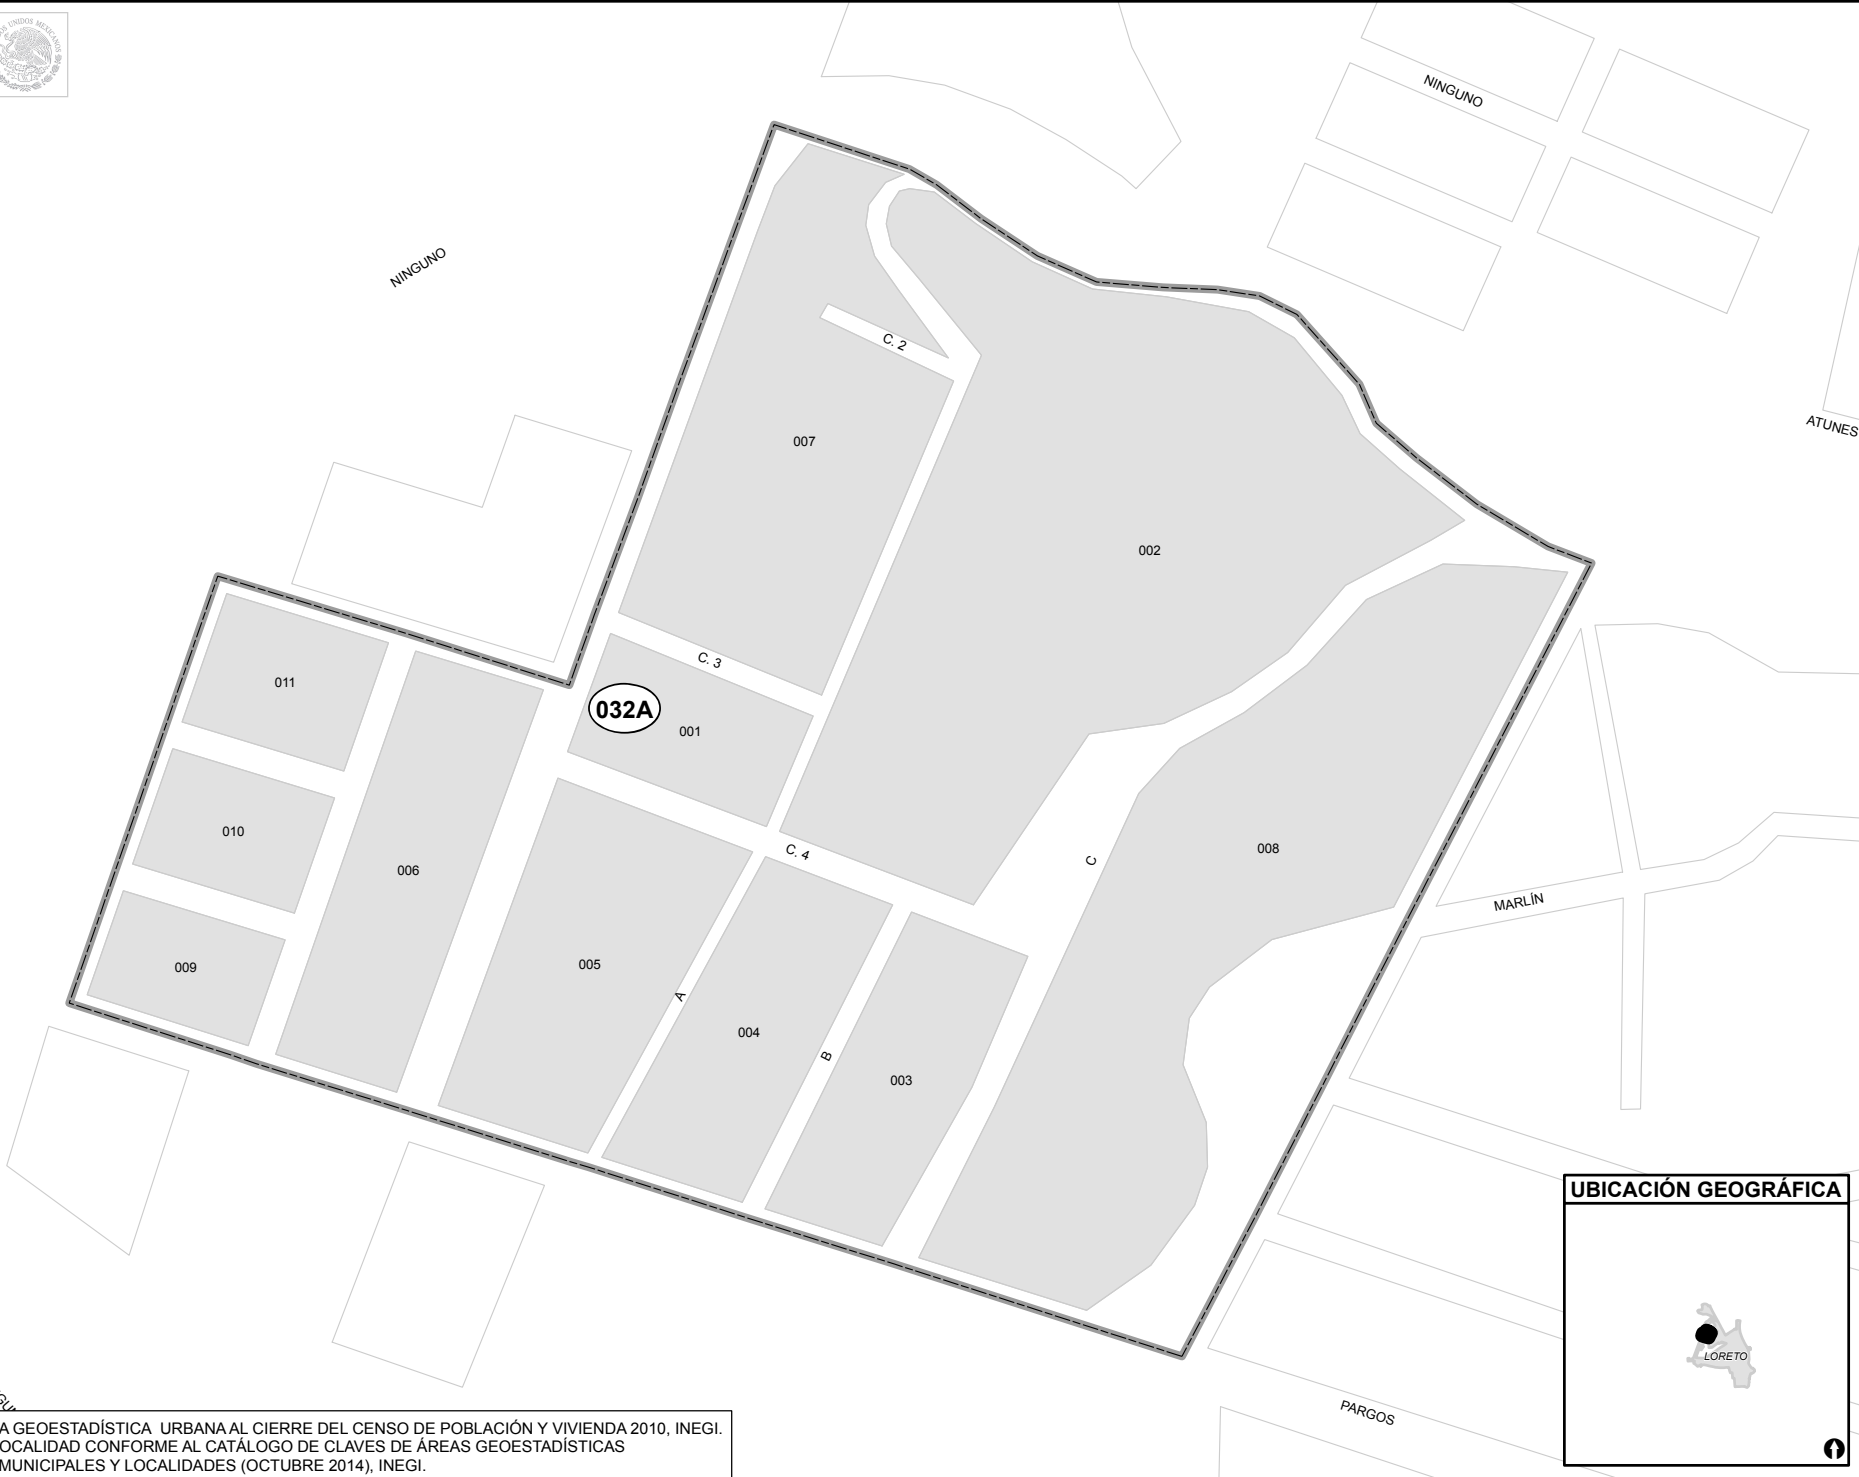 UNIDOS MEXICANOS
NINGUNO
NINGUNO
C. 2
ATUNES
007
002
C. 3
011
032A
001
010
C. 4
008
006
C
MARLÍN
005
009
A
004
B
003
UBICACIÓN GEOGRÁFICA
LORETO
PARGOS
A GEOESTADÍSTICA URBANA AL CIERRE DEL CENSO DE POBLACIÓN Y VIVIENDA 2010, INEGI.
OCALIDAD CONFORME AL CATÁLOGO DE CLAVES DE ÁREAS GEOESTADÍSTICAS
MUNICIPALES Y LOCALIDADES (OCTUBRE 2014), INEGI.